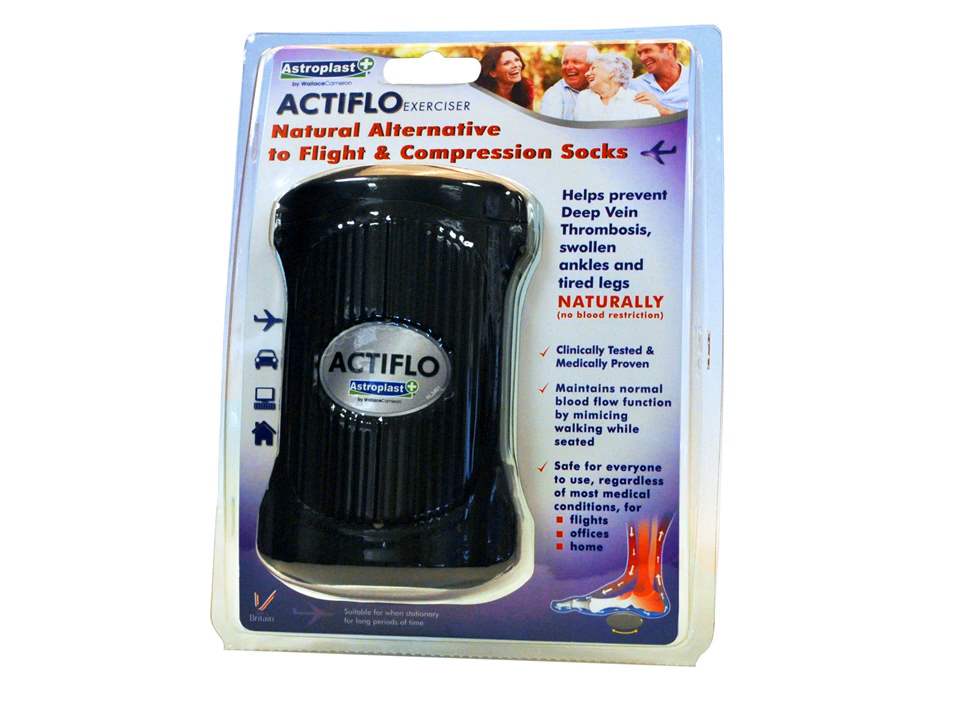 Astroplast
by WallaceCameron
ACTIFLO EXERCISER
Natural Alternative
to Flight & Compression Socks
Helps prevent
Deep Vein
Thrombosis,
swollen
ankles and
tired legs
NATURALLY
(no blood restriction)
Clinically Tested &
Medically Proven
Maintains normal
blood flow function
by mimicing
walking while
seated
Safe for everyone
to use, regardless
of most medical
conditions, for
flights
offices
home
ACTIFLO
Astroplast
by WallaceCameron
Britain
Suitable for when stationary
for long periods of time